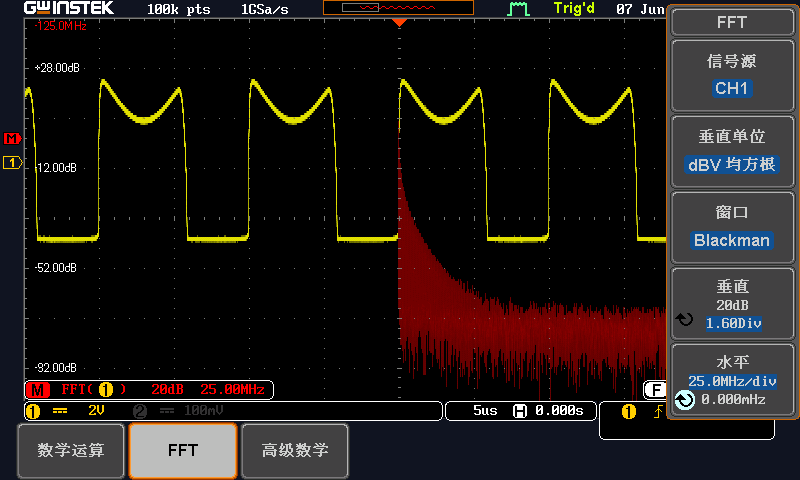 GWINSTEK 100k pts 1GSa/s Trig'd 07 Jun
-125.0MHz
+28.00dB
-12.00dB
-52.00dB
-92.00dB
M
1
M FFT( 1 ) 20dB 25.00MHz
F
1 2V 2 100mV
5us H 0.000s
1
FFT
信号源
CH1
垂直单位
dBV 均方根
窗口
Blackman
垂直
20dB
1.60Div
水平
25.0MHz/div
0.000mHz
数学运算
FFT
高级数学